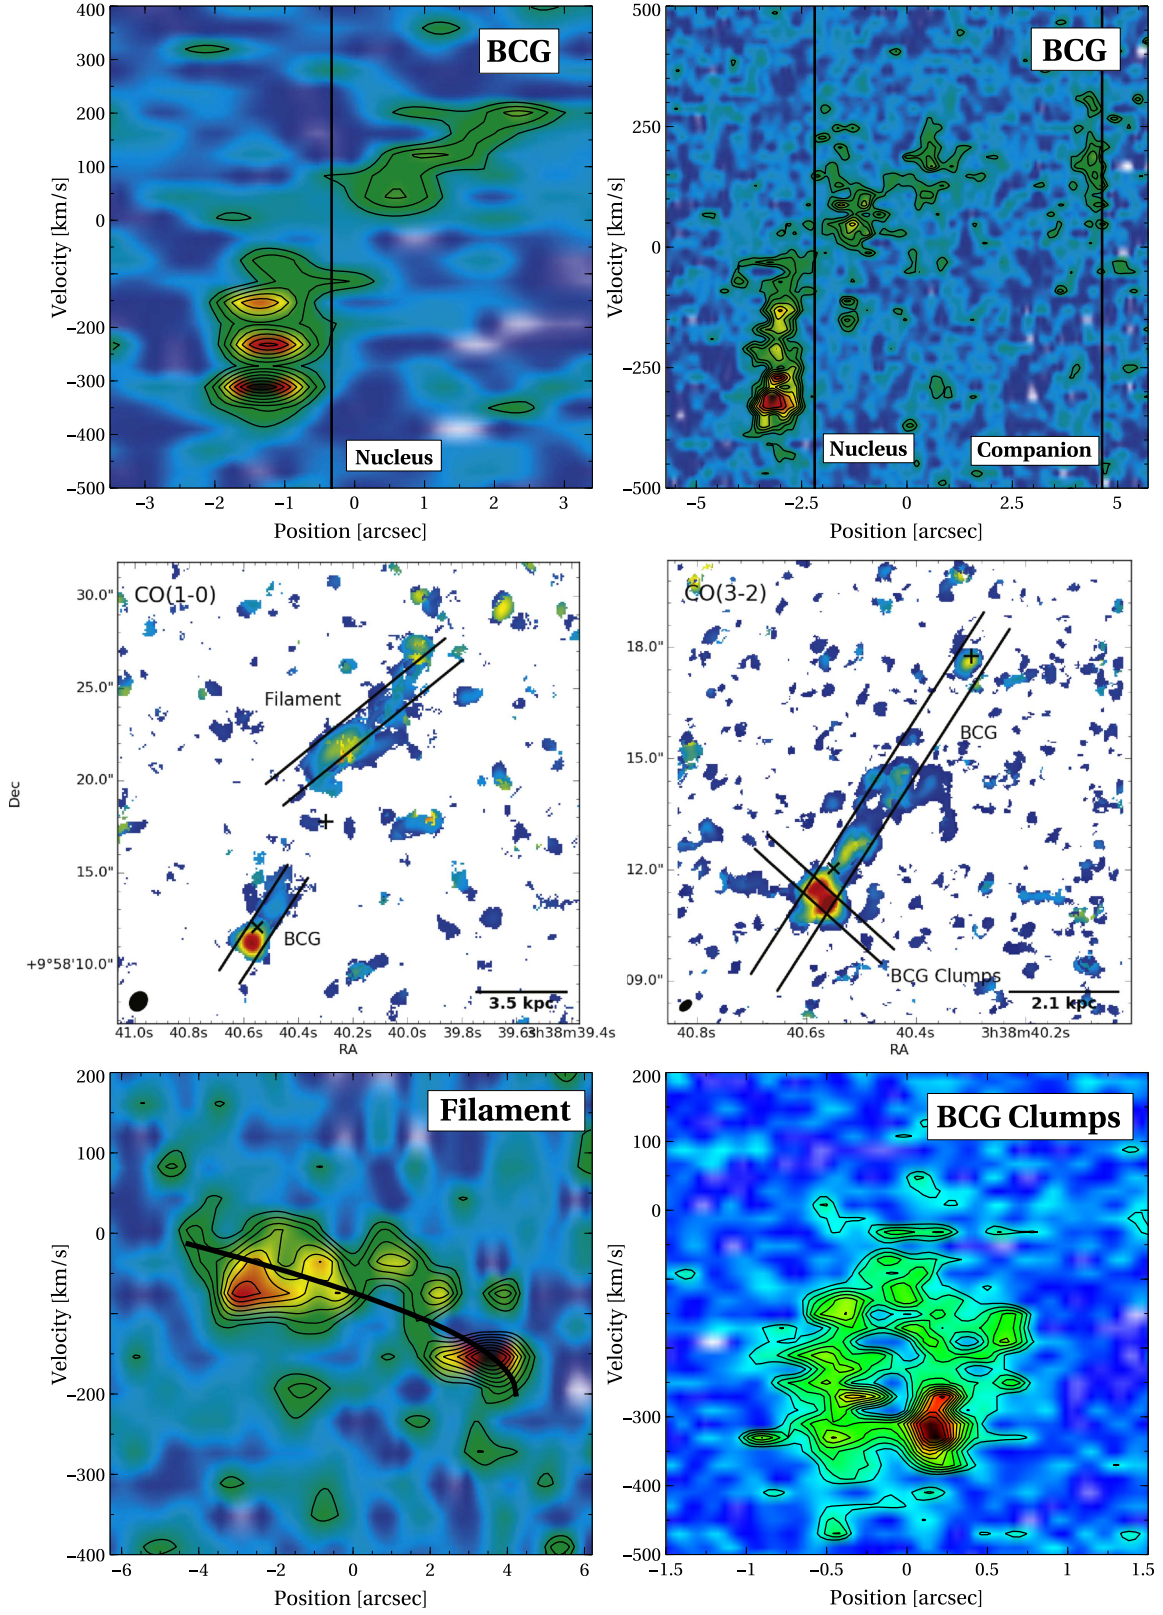 BCG
400
300
200
100
0
−100
−200
−300
−400
−500
Velocity [km/s]
Nucleus
−3
−2
−1
0
1
2
3
Position [arcsec]
BCG
500
250
0
−250
−500
Velocity [km/s]
Nucleus
Companion
−5
−2.5
0
2.5
5
Position [arcsec]
CO(1-0)
30.0"
25.0"
20.0"
15.0"
+9°58'10.0"
Dec
Filament
BCG
3.5 kpc
41.0s
40.8s
40.6s
40.4s
40.2s
40.0s
39.8s
39.6s
3h38m39.4s
RA
CO(3-2)
18.0"
15.0"
12.0"
09.0"
BCG
BCG Clumps
2.1 kpc
40.8s
40.6s
40.4s
3h38m40.2s
RA
Filament
200
100
0
−100
−200
−300
−400
Velocity [km/s]
−6
−4
−2
0
2
4
6
Position [arcsec]
BCG Clumps
200
100
0
−200
−300
−400
−500
Velocity [km/s]
−1.5
−1
−0.5
0
0.5
1
1.5
Position [arcsec]